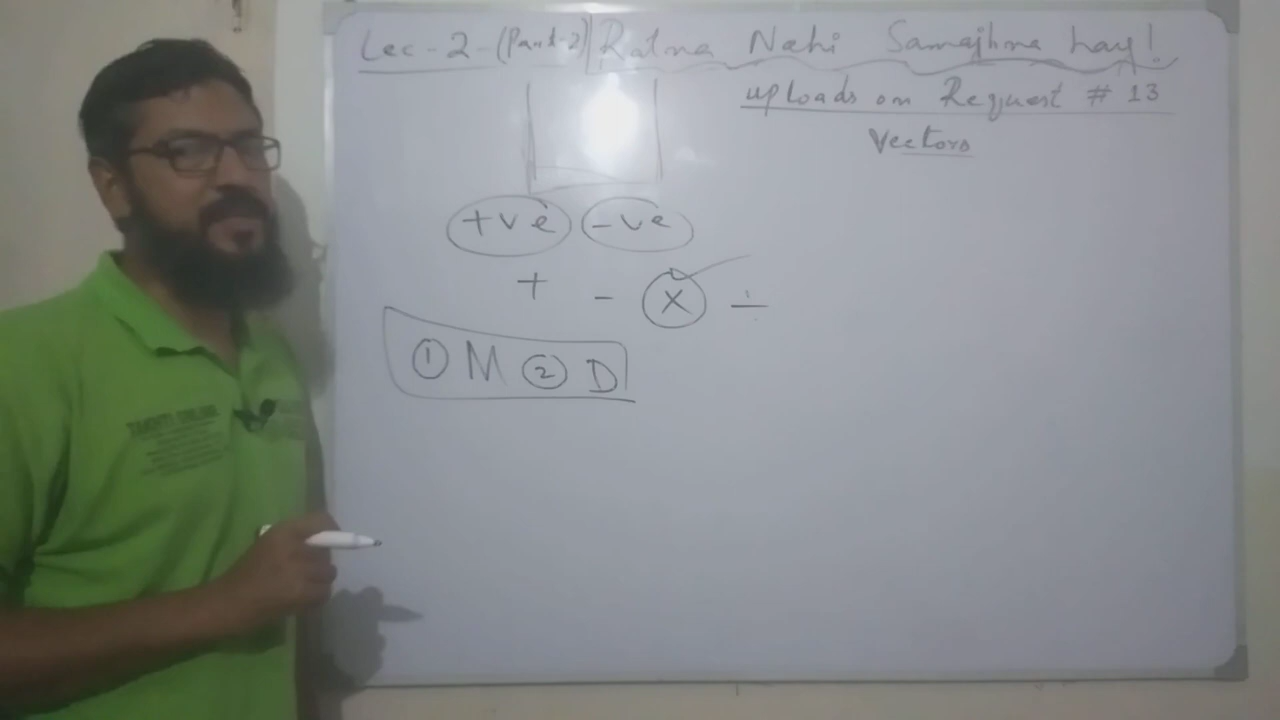 Lec - 2 - (Part-2) Ratna Nahi Samajhna hay!
uploads on Request # 13
Vectors
+ve -ve
+ - × ÷
① M ② D